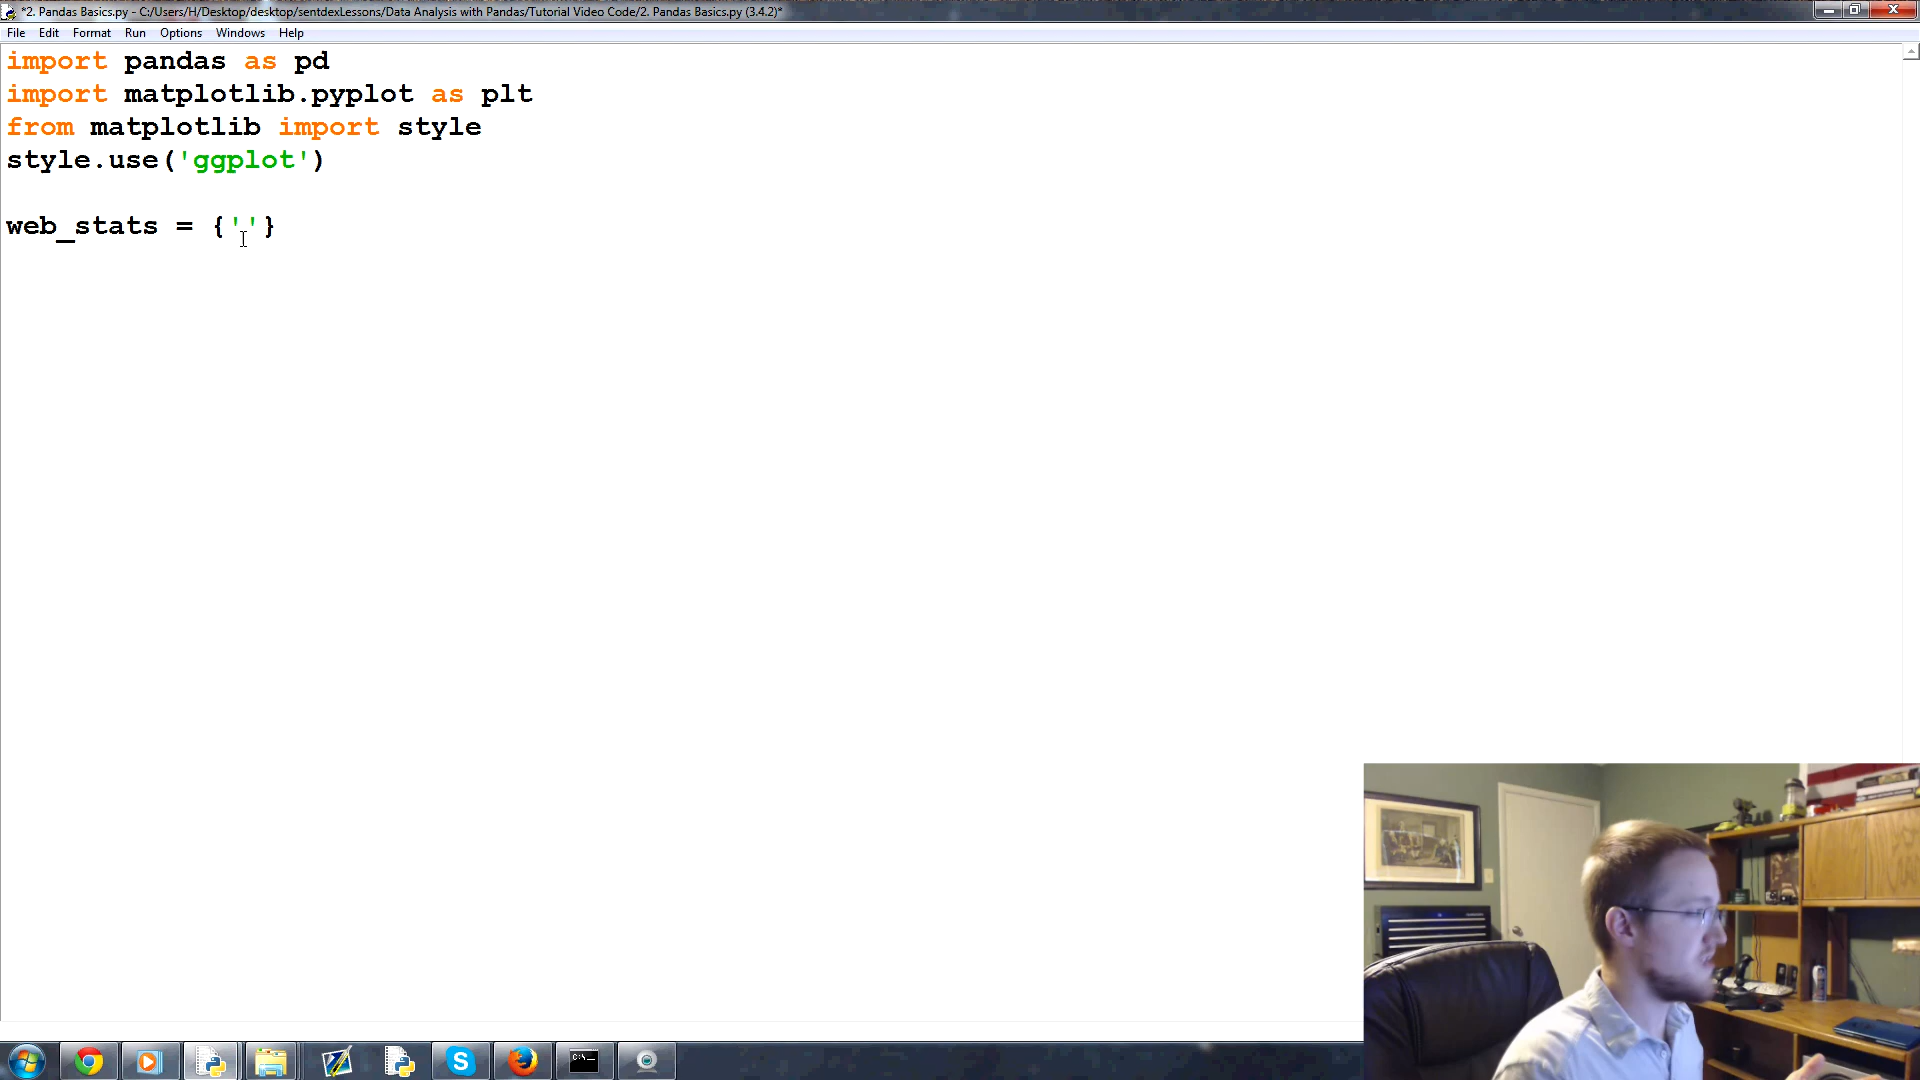 *2. Pandas Basics.py - C:/Users/H/Desktop/desktop/sentdexLessons/Data Analysis with Pandas/Tutorial Video Code/2. Pandas Basics.py (3.4.2)*
File Edit Format Run Options Windows Help
import pandas as pd
import matplotlib.pyplot as plt
from matplotlib import style
style.use('ggplot')
web_stats = {''}